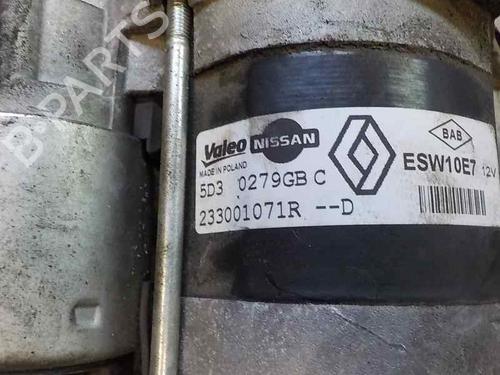 B-PARTS
Valeo NISSAN
MADE IN POLAND
5D3 0279GB C
233001071R --D
BAB
ESW10E7 12V